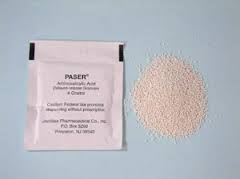 PASER®
Aminosalicylic Acid
Delayed-release Granules
4 Grams
Caution: Federal law prohibits
dispensing without prescription.
Jacobus Pharmaceutical Co., Inc.
P.O. Box 5290
Princeton, NJ 08540